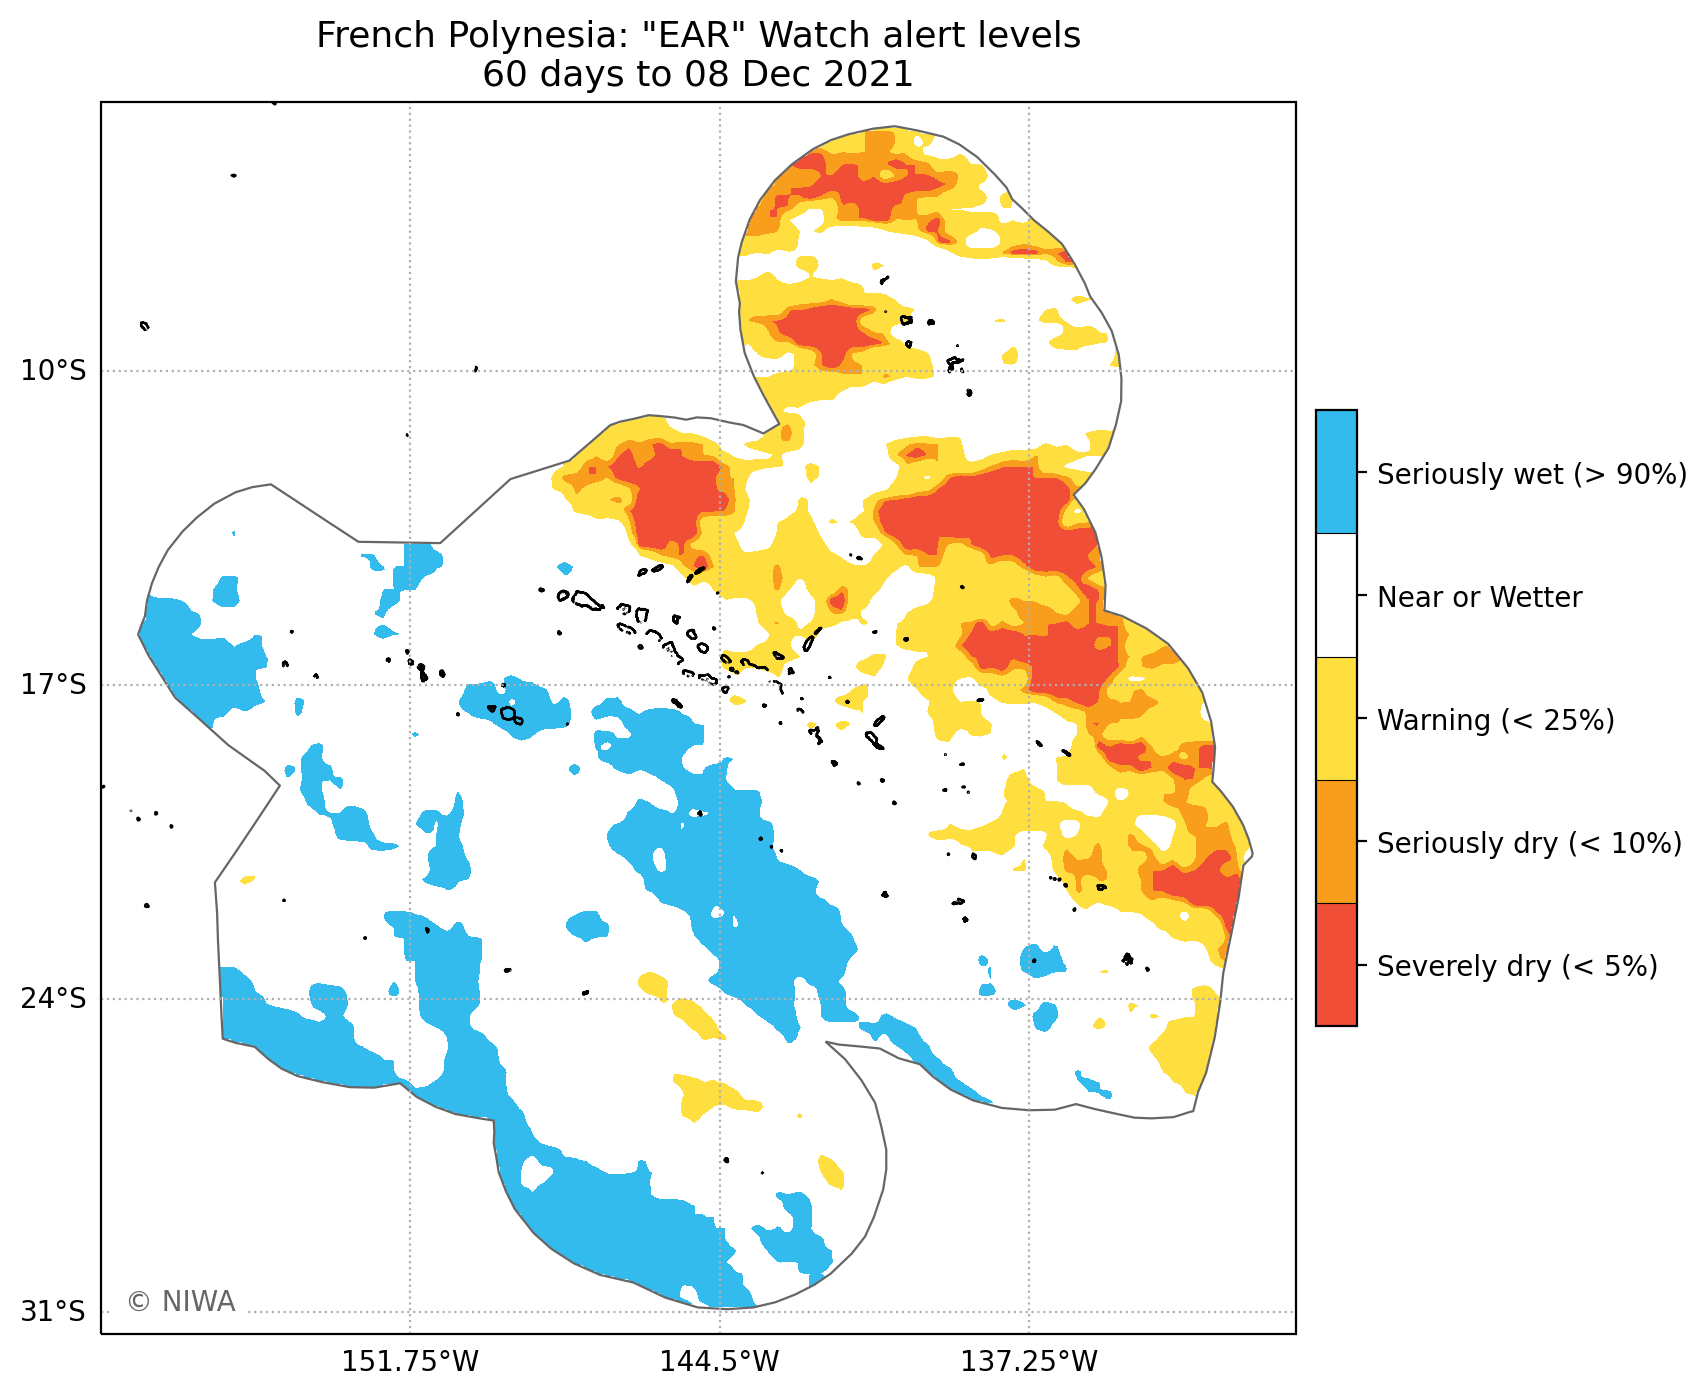 French Polynesia: "EAR" Watch alert levels
60 days to 08 Dec 2021
10°S
17°S
24°S
31°S
151.75°W
144.5°W
137.25°W
© NIWA
Seriously wet (> 90%)
Near or Wetter
Warning (< 25%)
Seriously dry (< 10%)
Severely dry (< 5%)